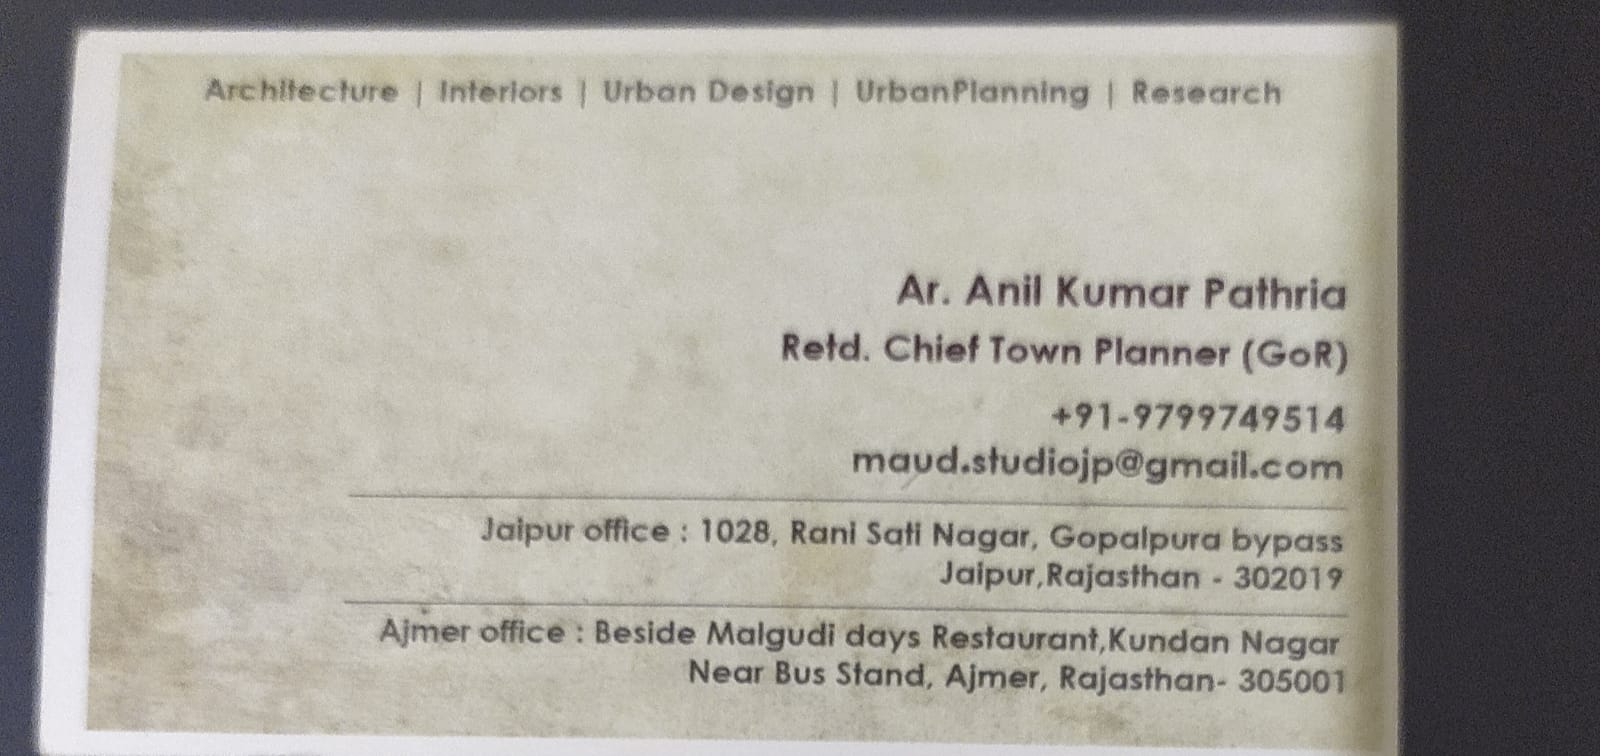 Architecture | Interiors | Urban Design | UrbanPlanning | Research
Ar. Anil Kumar Pathria
Retd. Chief Town Planner (GoR)
+91-9799749514
maud.studiojp@gmail.com
Jaipur office : 1028, Rani Sati Nagar, Gopalpura bypass
Jaipur,Rajasthan - 302019
Ajmer office : Beside Malgudi days Restaurant,Kundan Nagar
Near Bus Stand, Ajmer, Rajasthan- 305001